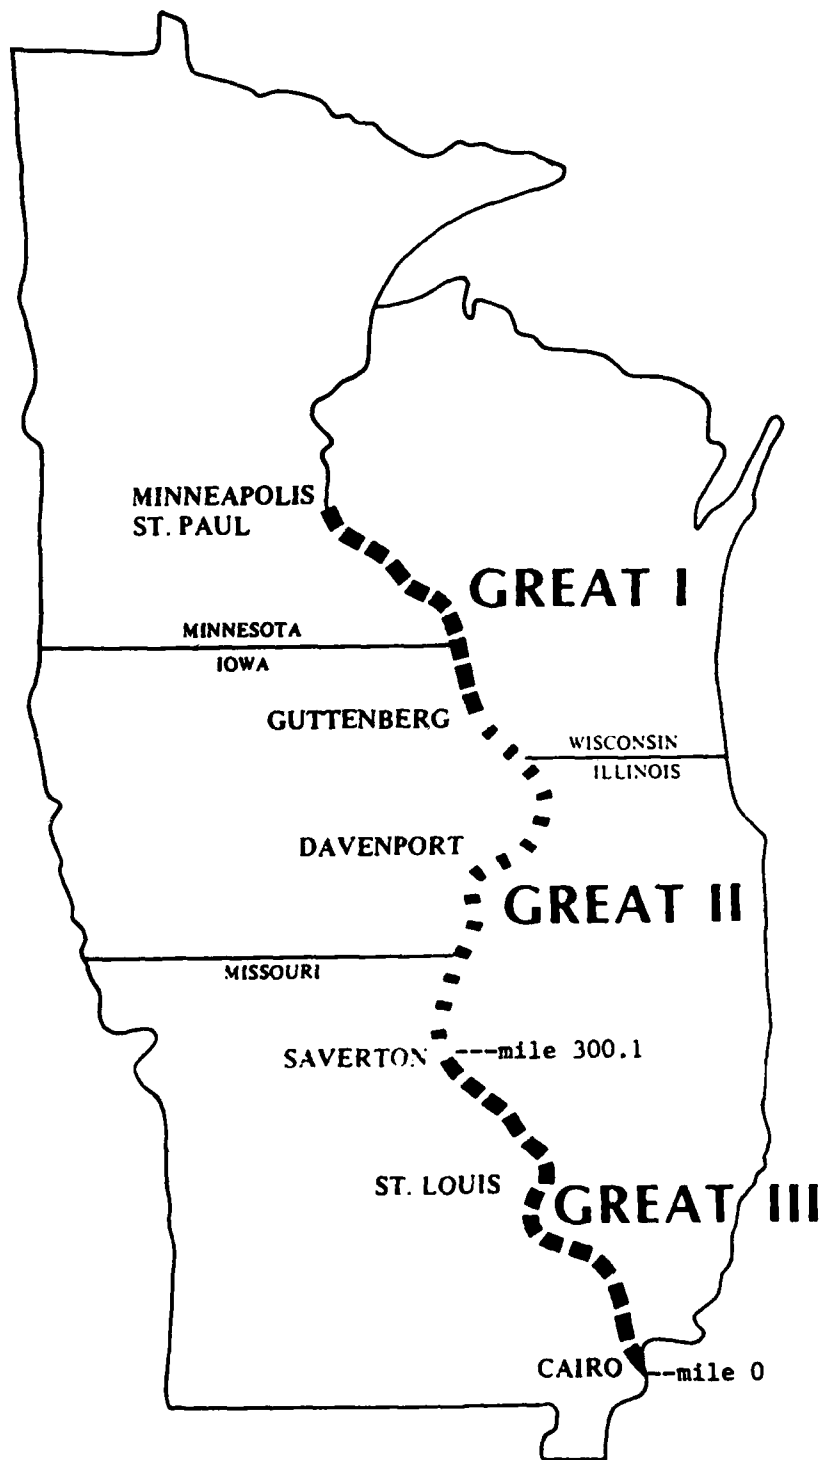 MINNEAPOLIS
ST. PAUL
GREAT I
MINNESOTA
IOWA
GUTTENBERG
WISCONSIN
ILLINOIS
DAVENPORT
GREAT II
MISSOURI
SAVERTON ---mile 300.1
ST. LOUIS
GREAT III
CAIRO --mile 0